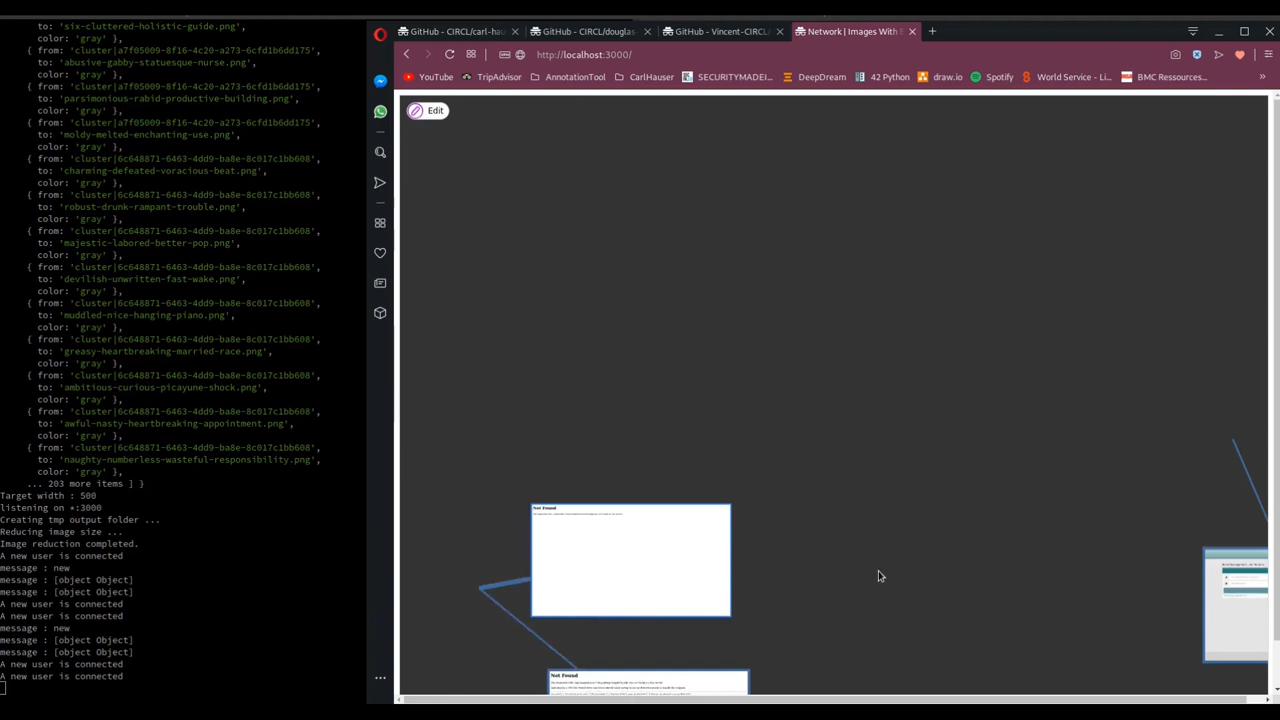 to: 'six-cluttered-holistic-guide.png',
color: 'gray' },
{ from: 'cluster|a7f05009-8f16-4c20-a273-6cfd1b6dd175',
to: 'abusive-gabby-statuesque-nurse.png',
color: 'gray' },
{ from: 'cluster|a7f05009-8f16-4c20-a273-6cfd1b6dd175',
to: 'parsimonious-rabid-productive-building.png',
color: 'gray' },
{ from: 'cluster|a7f05009-8f16-4c20-a273-6cfd1b6dd175',
to: 'moldy-melted-enchanting-use.png',
color: 'gray' },
{ from: 'cluster|6c648871-6463-4dd9-ba8e-8c017c1bb608',
to: 'charming-defeated-voracious-beat.png',
color: 'gray' },
{ from: 'cluster|6c648871-6463-4dd9-ba8e-8c017c1bb608',
to: 'robust-drunk-rampant-trouble.png',
color: 'gray' },
{ from: 'cluster|6c648871-6463-4dd9-ba8e-8c017c1bb608',
to: 'majestic-labored-better-pop.png',
color: 'gray' },
{ from: 'cluster|6c648871-6463-4dd9-ba8e-8c017c1bb608',
to: 'devilish-unwritten-fast-wake.png',
color: 'gray' },
{ from: 'cluster|6c648871-6463-4dd9-ba8e-8c017c1bb608',
to: 'muddled-nice-hanging-piano.png',
color: 'gray' },
{ from: 'cluster|6c648871-6463-4dd9-ba8e-8c017c1bb608',
to: 'greasy-heartbreaking-married-race.png',
color: 'gray' },
{ from: 'cluster|6c648871-6463-4dd9-ba8e-8c017c1bb608',
to: 'ambitious-curious-picayune-shock.png',
color: 'gray' },
{ from: 'cluster|6c648871-6463-4dd9-ba8e-8c017c1bb608',
to: 'awful-nasty-heartbreaking-appointment.png',
color: 'gray' },
{ from: 'cluster|6c648871-6463-4dd9-ba8e-8c017c1bb608',
to: 'naughty-numberless-wasteful-responsibility.png',
color: 'gray' },
... 203 more items ] }
Target width : 500
listening on *:3000
Creating tmp output folder ...
Reducing image size ...
Image reduction completed.
A new user is connected
message : new
message : [object Object]
message : [object Object]
A new user is connected
A new user is connected
message : new
message : [object Object]
message : [object Object]
A new user is connected
A new user is connected
GitHub - CIRCL/carl-hau
GitHub - CIRCL/douglas
GitHub - Vincent-CIRCL/
Network | Images With
VPN http://localhost:3000/
YouTube TripAdvisor AnnotationTool CarlHauser SECURITYMADEI... DeepDream 42 Python draw.io Spotify World Service - Li... BMC Ressources...
Edit
Not Found
Not Found